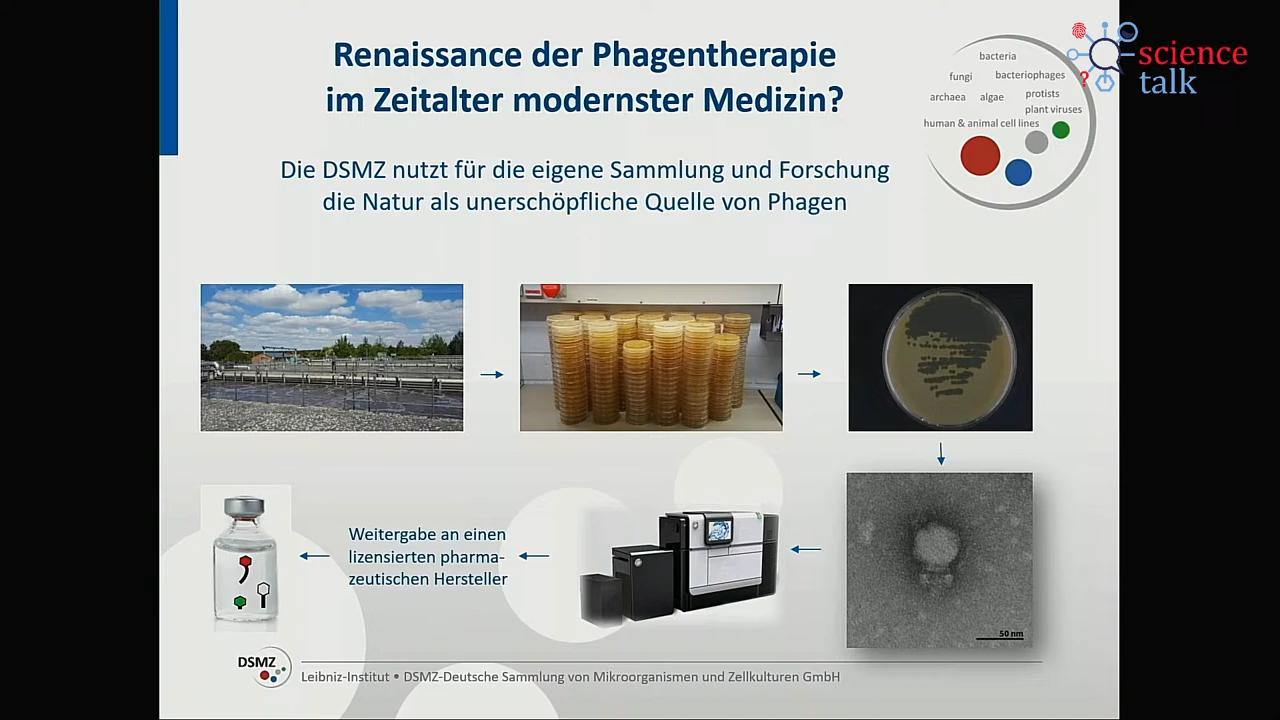 Renaissance der Phagentherapie
im Zeitalter modernster Medizin?
Die DSMZ nutzt für die eigene Sammlung und Forschung
die Natur als unerschöpfliche Quelle von Phagen
bacteria
fungi bacteriophages
archaea algae protists
plant viruses
human & animal cell lines
?
science
talk
Weitergabe an einen
lizensierten pharma-
zeutischen Hersteller
50 nm
DSMZ
Leibniz-Institut • DSMZ-Deutsche Sammlung von Mikroorganismen und Zellkulturen GmbH